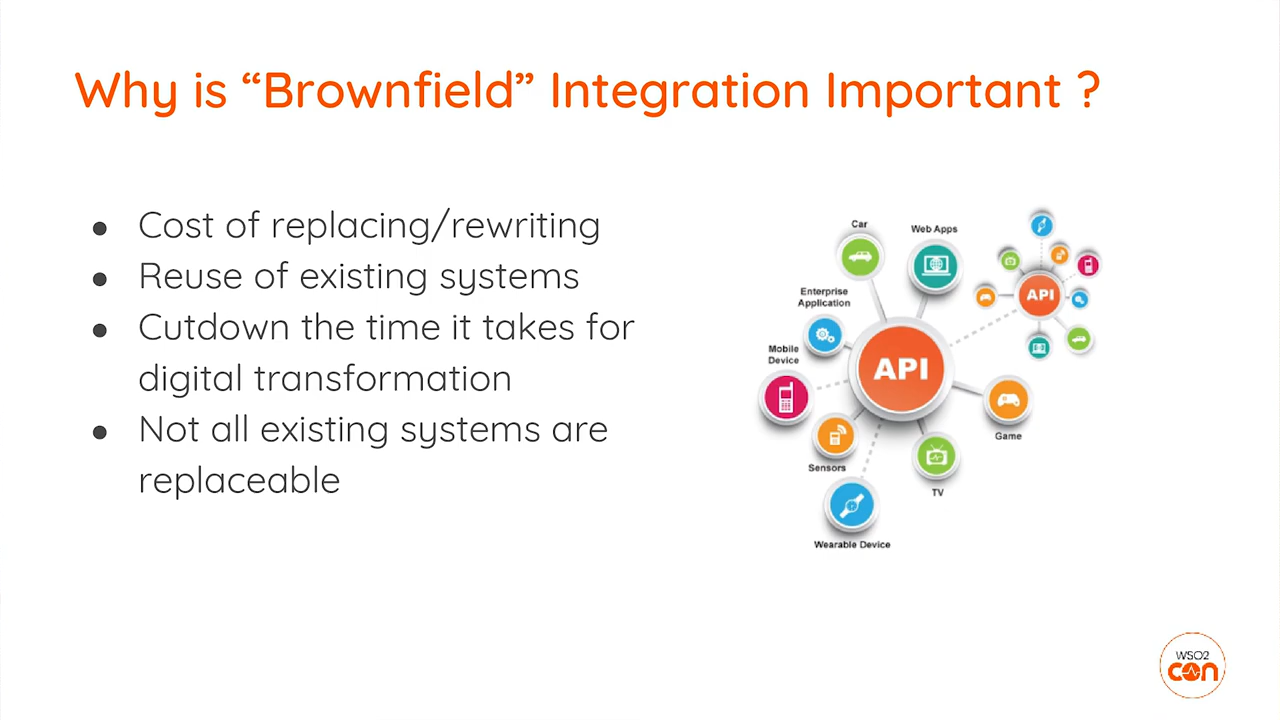 Why is “Brownfield” Integration Important ?
● Cost of replacing/rewriting
● Reuse of existing systems
● Cutdown the time it takes for
digital transformation
● Not all existing systems are
replaceable
Car
Web Apps
Enterprise
Application
Mobile
Device
API
API
Game
Sensors
TV
Wearable Device
WSO2
con